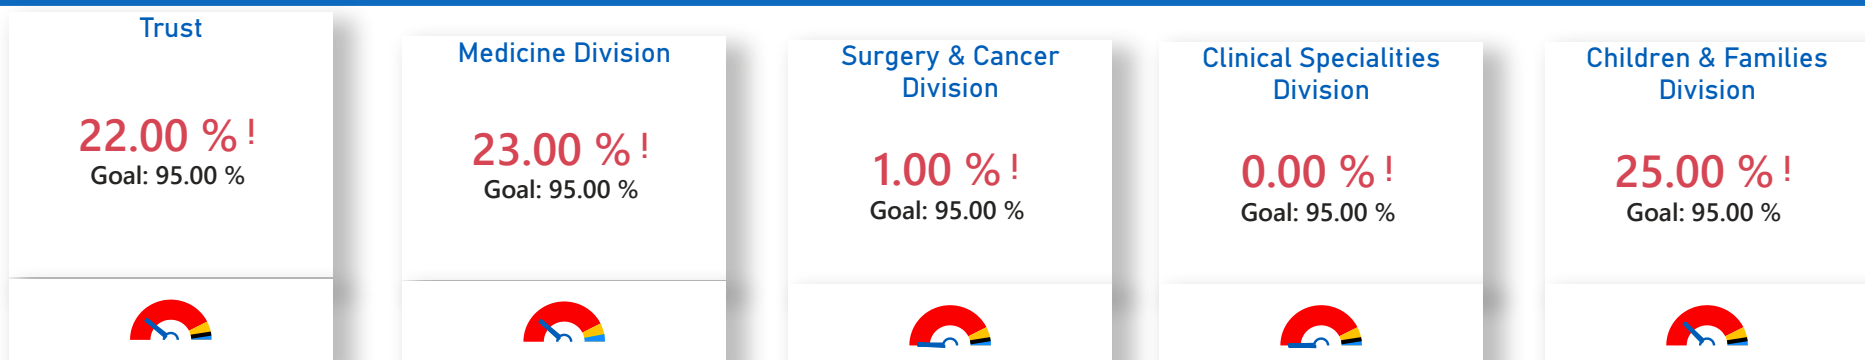 Trust
22.00 % !
Goal: 95.00 %
Medicine Division
23.00 % !
Goal: 95.00 %
Surgery & Cancer
Division
1.00 % !
Goal: 95.00 %
Clinical Specialities
Division
0.00 % !
Goal: 95.00 %
Children & Families
Division
25.00 % !
Goal: 95.00 %